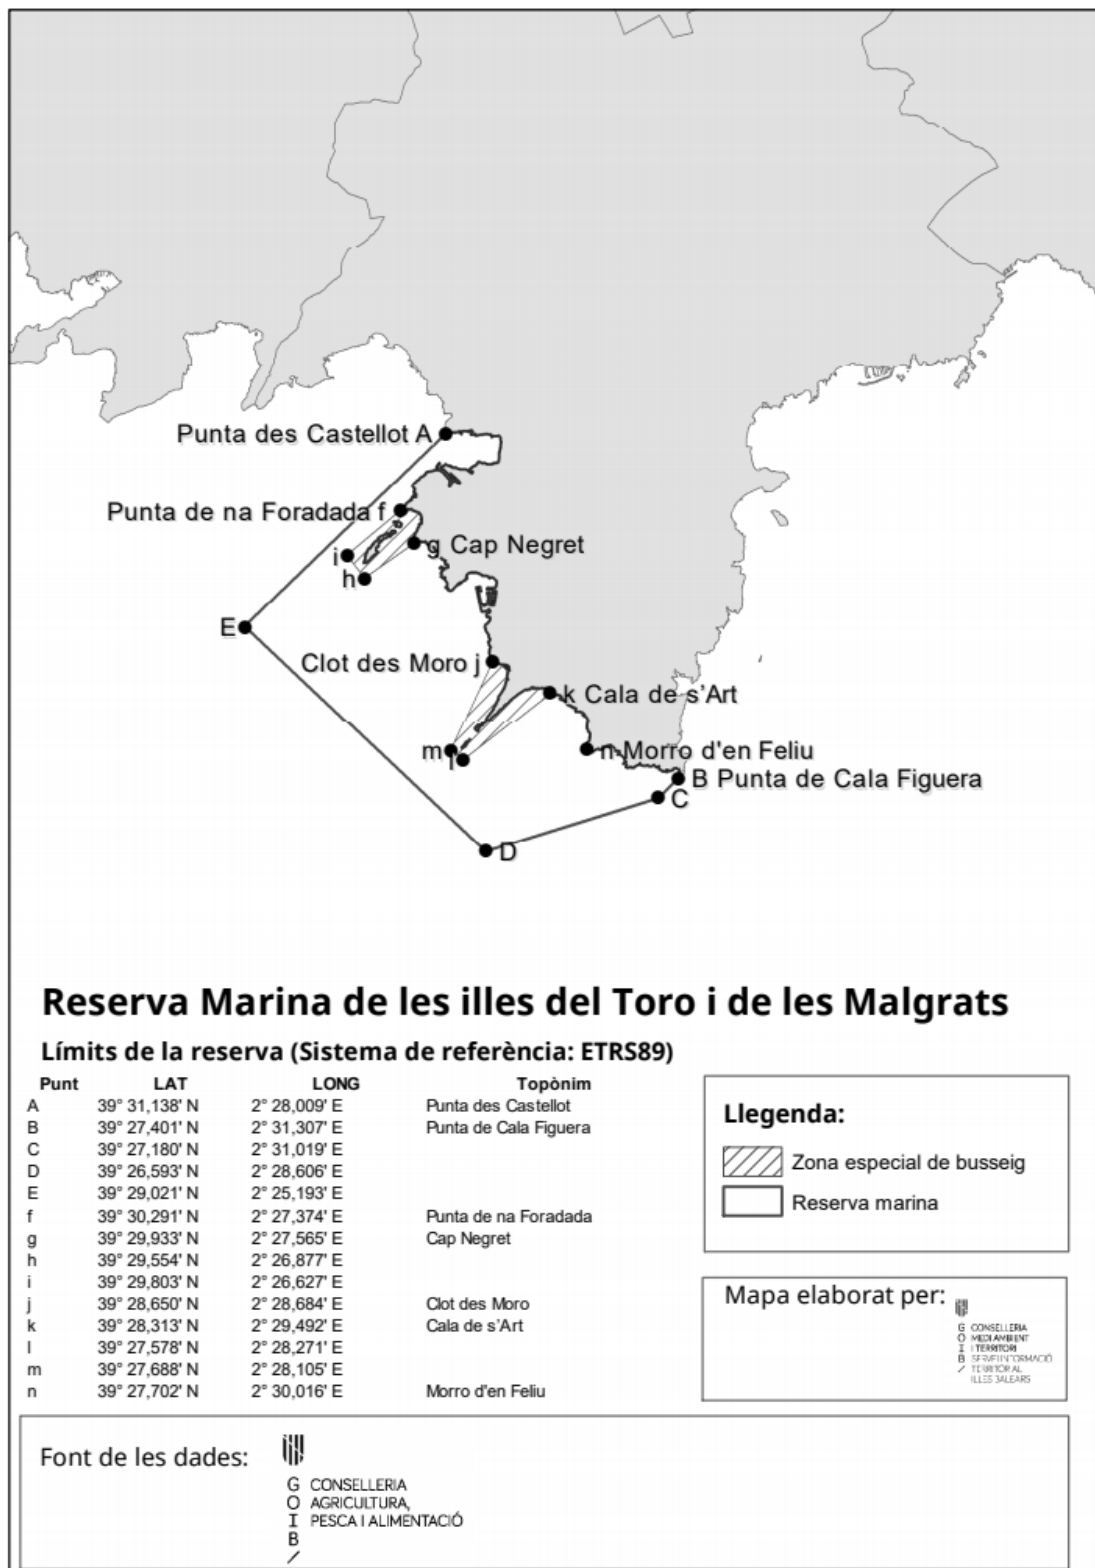 Punta des Castellot A
Punta de na Foradada f
g Cap Negret
i
h
E
Clot des Moro j
k Cala de s'Art
m
l
n Morro d'en Feliu
B Punta de Cala Figuera
C
D
Reserva Marina de les illes del Toro i de les Malgrats
Límits de la reserva (Sistema de referència: ETRS89)
Punt LAT LONG Topònim
A 39° 31,138' N 2° 28,009' E Punta des Castellot
B 39° 27,401' N 2° 31,307' E Punta de Cala Figuera
C 39° 27,180' N 2° 31,019' E
D 39° 26,593' N 2° 28,606' E
E 39° 29,021' N 2° 25,193' E
f 39° 30,291' N 2° 27,374' E Punta de na Foradada
g 39° 29,933' N 2° 27,565' E Cap Negret
h 39° 29,554' N 2° 26,877' E
i 39° 29,803' N 2° 26,627' E
j 39° 28,650' N 2° 28,684' E Clot des Moro
k 39° 28,313' N 2° 29,492' E Cala de s'Art
l 39° 27,578' N 2° 28,271' E
m 39° 27,688' N 2° 28,105' E
n 39° 27,702' N 2° 30,016' E Morro d'en Feliu
Llegenda:
Zona especial de busseig
Reserva marina
Mapa elaborat per:
G CONSELLERIA
O MEDI AMBIENT
I I TERRITORI
B SERVEI INFORMACIÓ
/ TERRITORIAL
ILLES BALEARS
Font de les dades:
G CONSELLERIA
O AGRICULTURA,
I PESCA I ALIMENTACIÓ
B
/